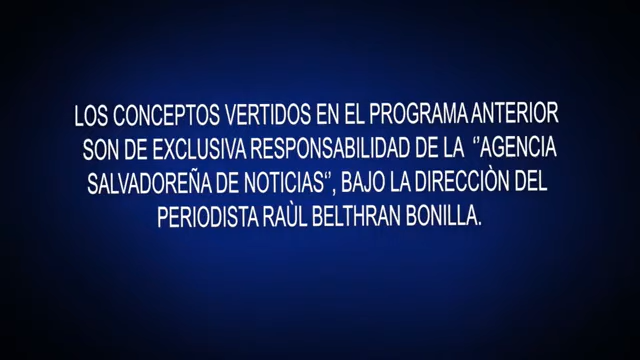 LOS CONCEPTOS VERTIDOS EN EL PROGRAMA ANTERIOR
SON DE EXCLUSIVA RESPONSABILIDAD DE LA ‘’AGENCIA
SALVADOREÑA DE NOTICIAS‘’, BAJO LA DIRECCIÒN DEL
PERIODISTA RAÙL BELTHRAN BONILLA.